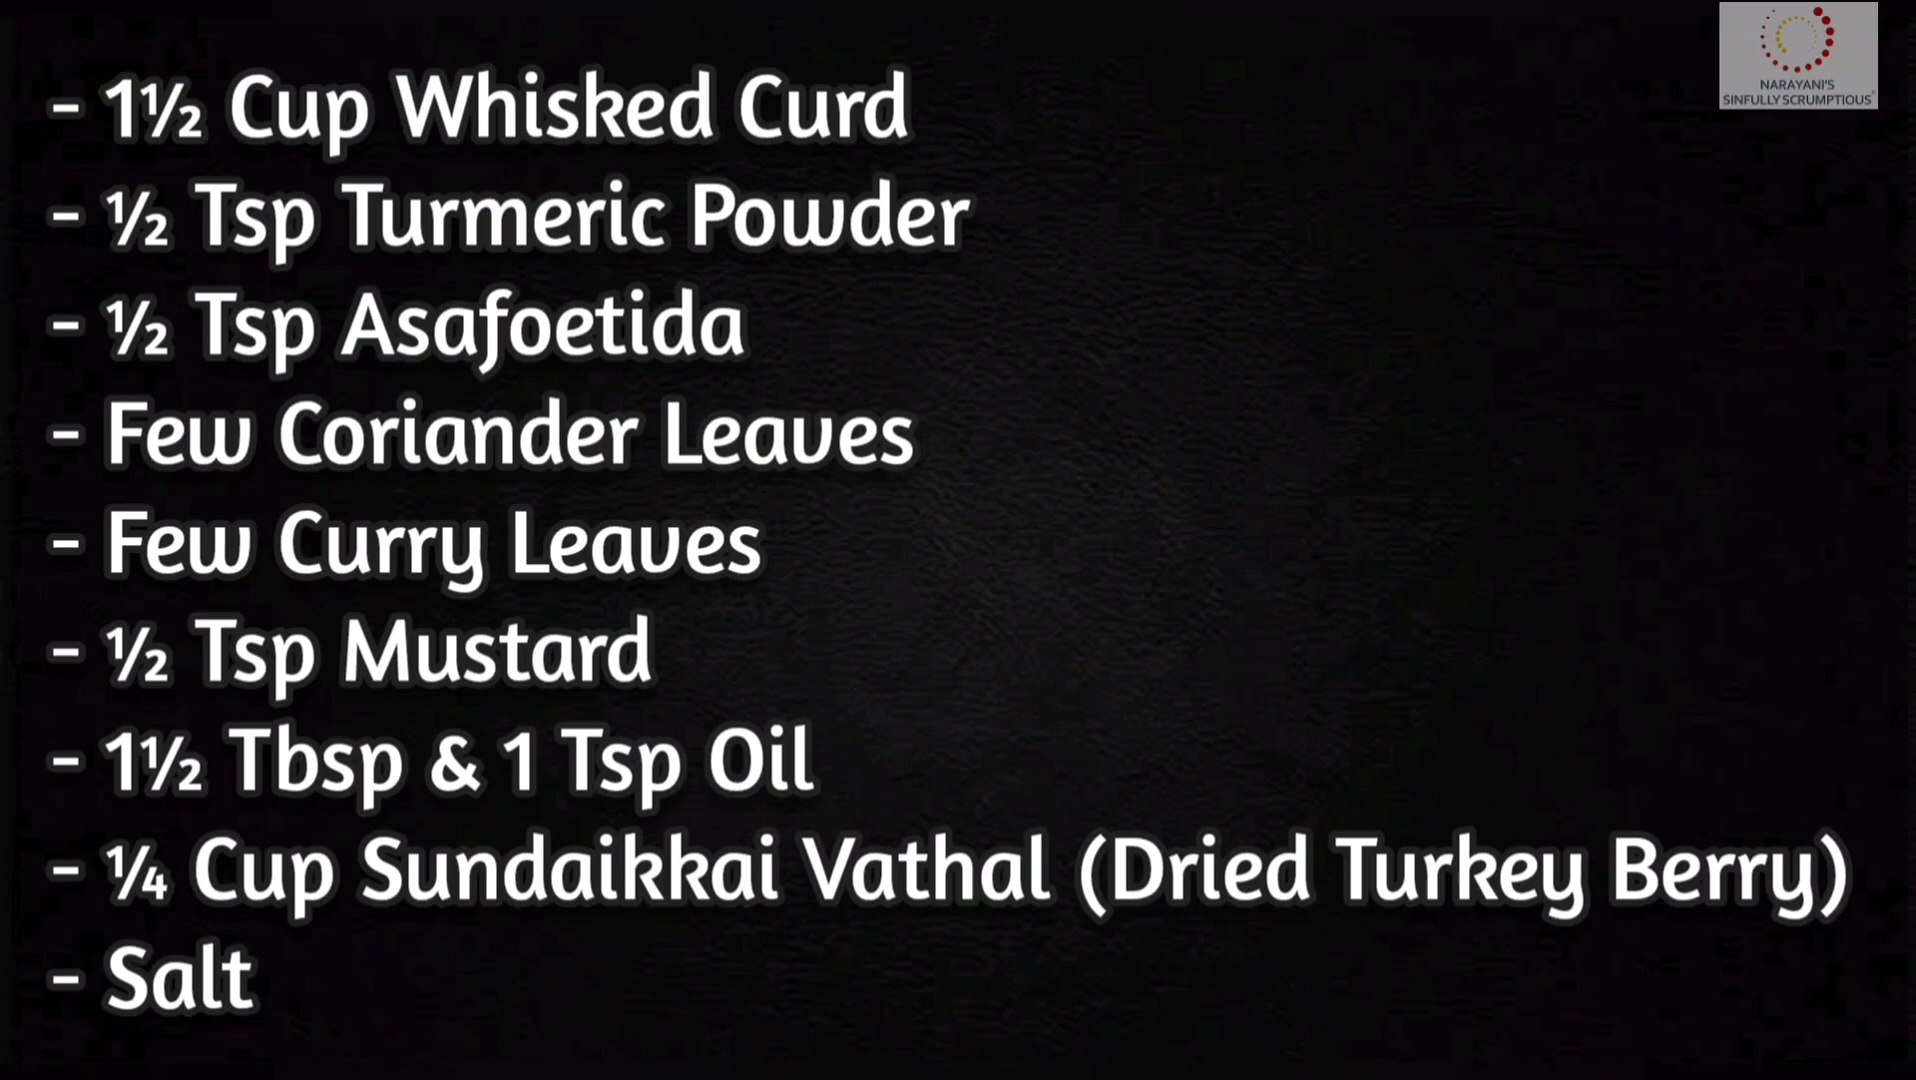 - 1½ Cup Whisked Curd
- ½ Tsp Turmeric Powder
- ½ Tsp Asafoetida
- Few Coriander Leaves
- Few Curry Leaves
- ½ Tsp Mustard
- 1½ Tbsp & 1 Tsp Oil
- ¼ Cup Sundaikkai Vathal (Dried Turkey Berry)
- Salt
NARAYANI'S
SINFULLY SCRUMPTIOUS